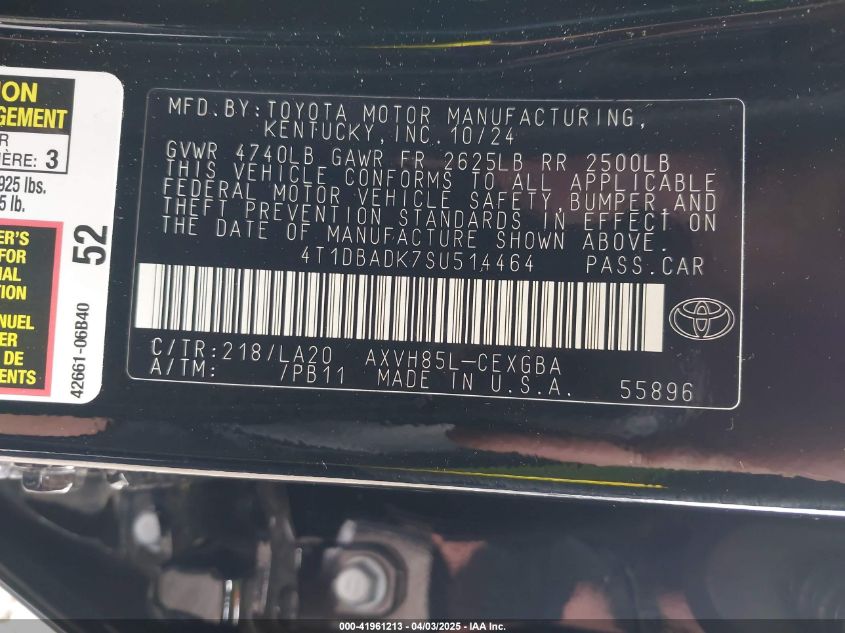 ION
GEMENT
R
IÈRE: 3
925 lbs.
5 lb.
ER'S
FOR
AL
TION
ANUEL
ER
DE
ENTS
52
42661-06B40
MFD.BY:TOYOTA MOTOR MANUFACTURING,
KENTUCKY, INC. 10/24
GVWR 4740LB GAWR FR 2625LB RR 2500LB
THIS VEHICLE CONFORMS TO ALL APPLICABLE
FEDERAL MOTOR VEHICLE SAFETY, BUMPER, AND
THEFT PREVENTION STANDARDS IN EFFECT ON
THE DATE OF MANUFACTURE SHOWN ABOVE.
4T1DBADK7SU514464 PASS.CAR
C/TR:218/LA20 AXVH85L-CEXGBA
A/TM: /PB11 MADE IN U.S.A. 55896
000-41961213 - 04/03/2025 - IAA Inc.